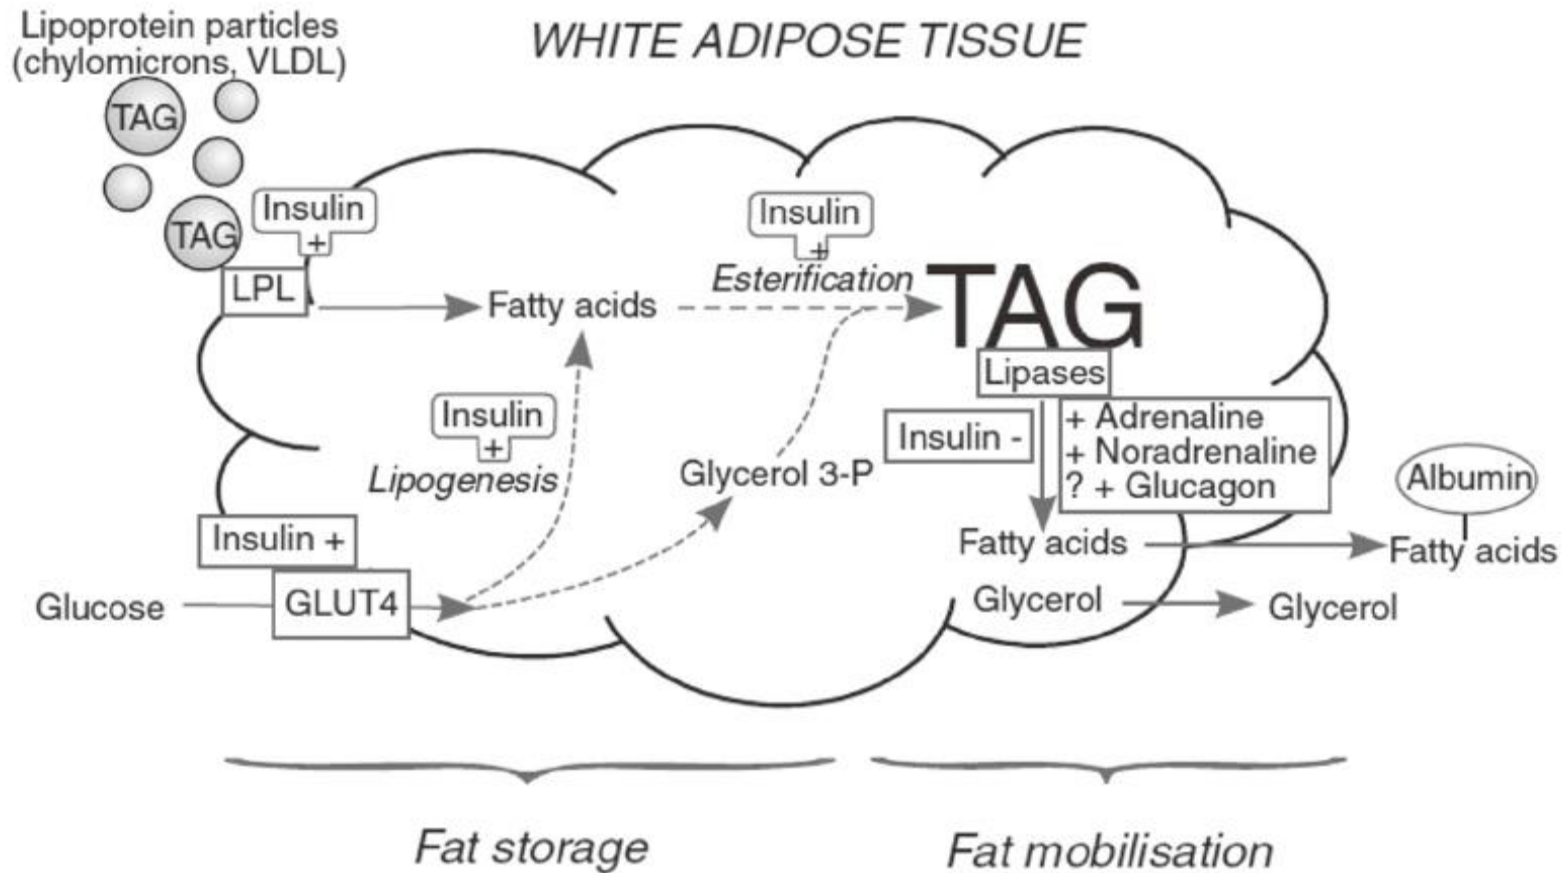 Lipoprotein particles
(chylomicrons, VLDL)
WHITE ADIPOSE TISSUE
TAG
TAG
Insulin
+
LPL
Fatty acids
Insulin
+
Esterification
TAG
Lipases
Insulin -
+ Adrenaline
+ Noradrenaline
? + Glucagon
Insulin
+
Lipogenesis
Glycerol 3-P
Albumin
Insulin +
GLUT4
Glucose
Fatty acids
Fatty acids
Glycerol
Glycerol
Fat storage
Fat mobilisation